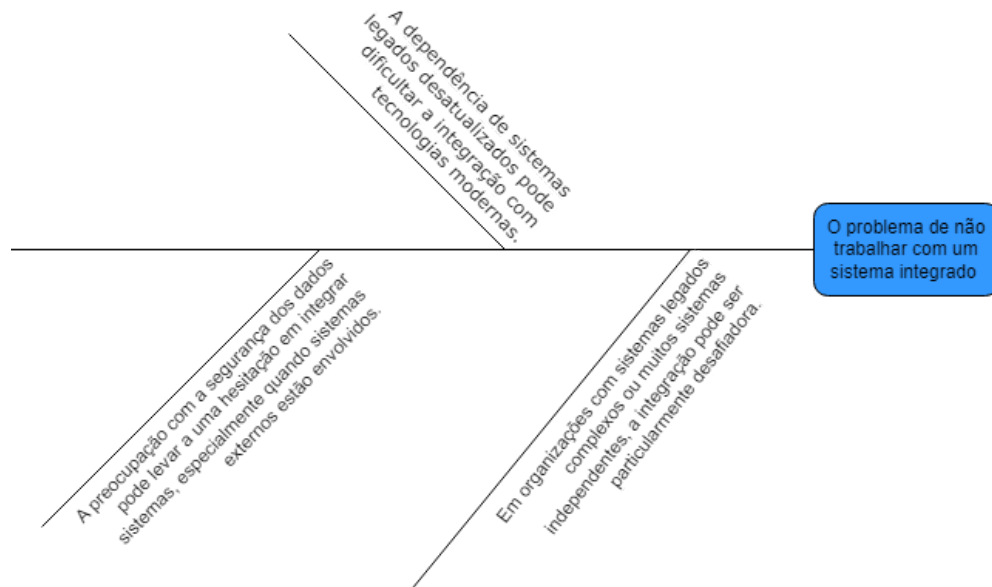 A dependência de sistemas
legados desatualizados pode
dificultar a integração com
tecnologias modernas.
O problema de não
trabalhar com um
sistema integrado
A preocupação com a segurança dos dados
pode levar a uma hesitação em integrar
sistemas, especialmente quando sistemas
externos estão envolvidos.
Em organizações com sistemas legados
complexos ou muitos sistemas
independentes, a integração pode ser
particularmente desafiadora.